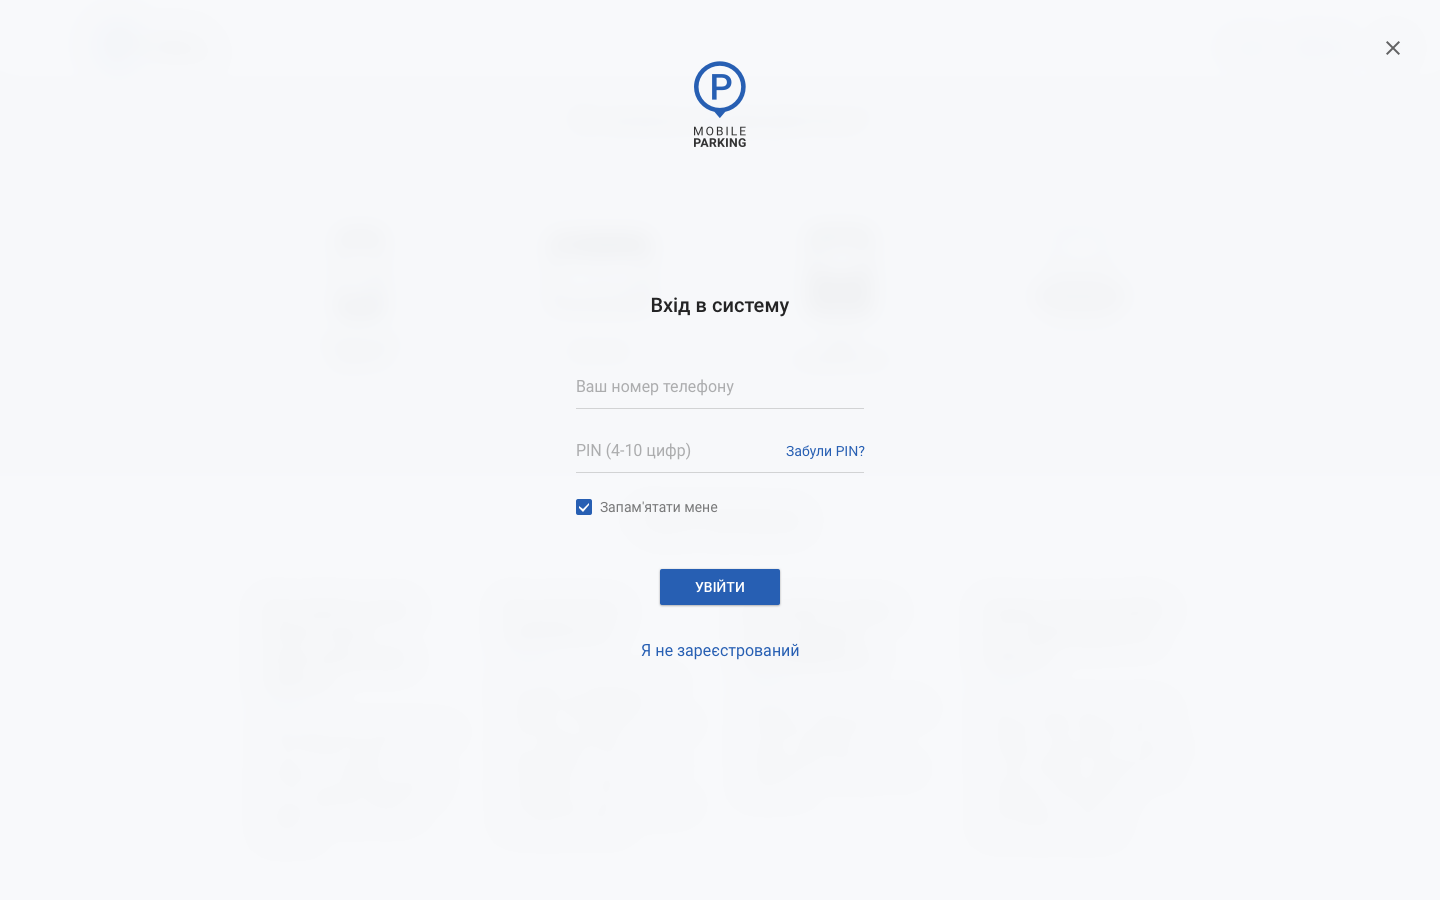 P
MOBILE
PARKING
Вхід в систему
Ваш номер телефону
PIN (4-10 цифр)
Забули PIN?
Запам'ятати мене
УВІЙТИ
Я не зареєстрований